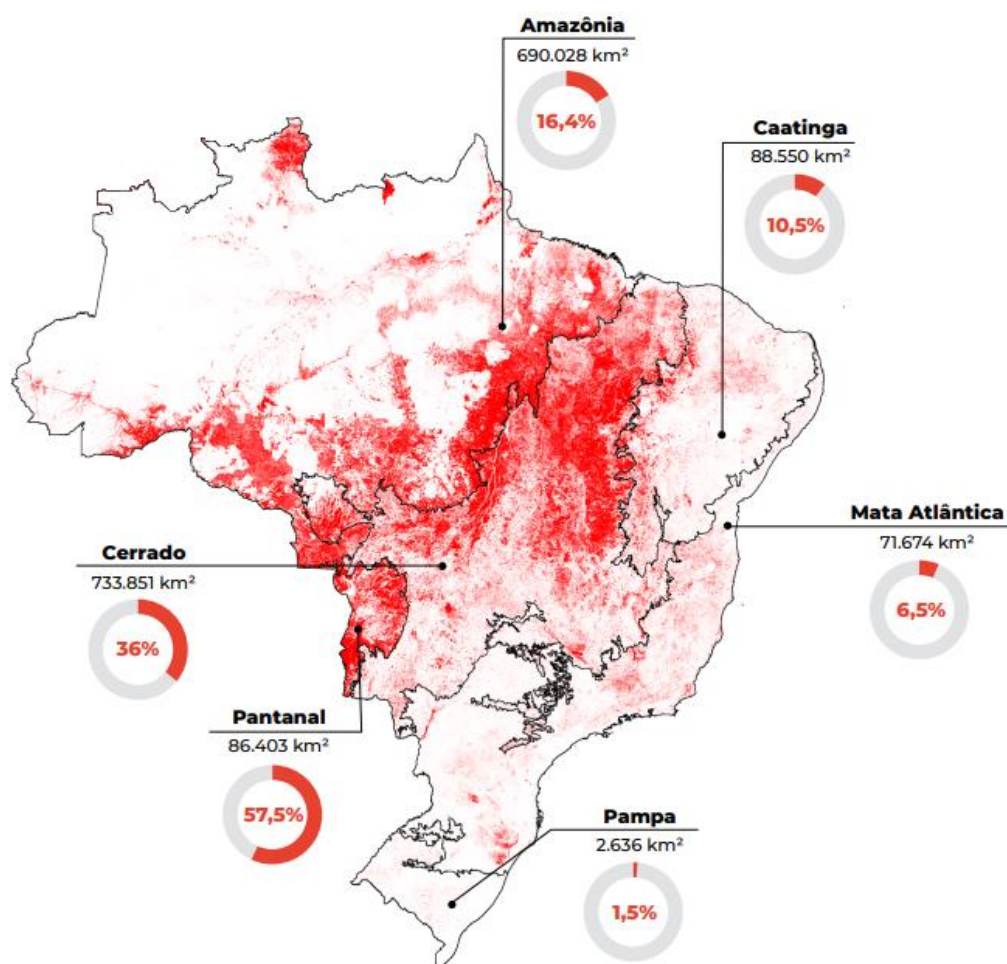 Amazônia
690.028 km²
16,4%
Caatinga
88.550 km²
10,5%
Mata Atlântica
71.674 km²
6,5%
Cerrado
733.851 km²
36%
Pantanal
86.403 km²
57,5%
Pampa
2.636 km²
1,5%